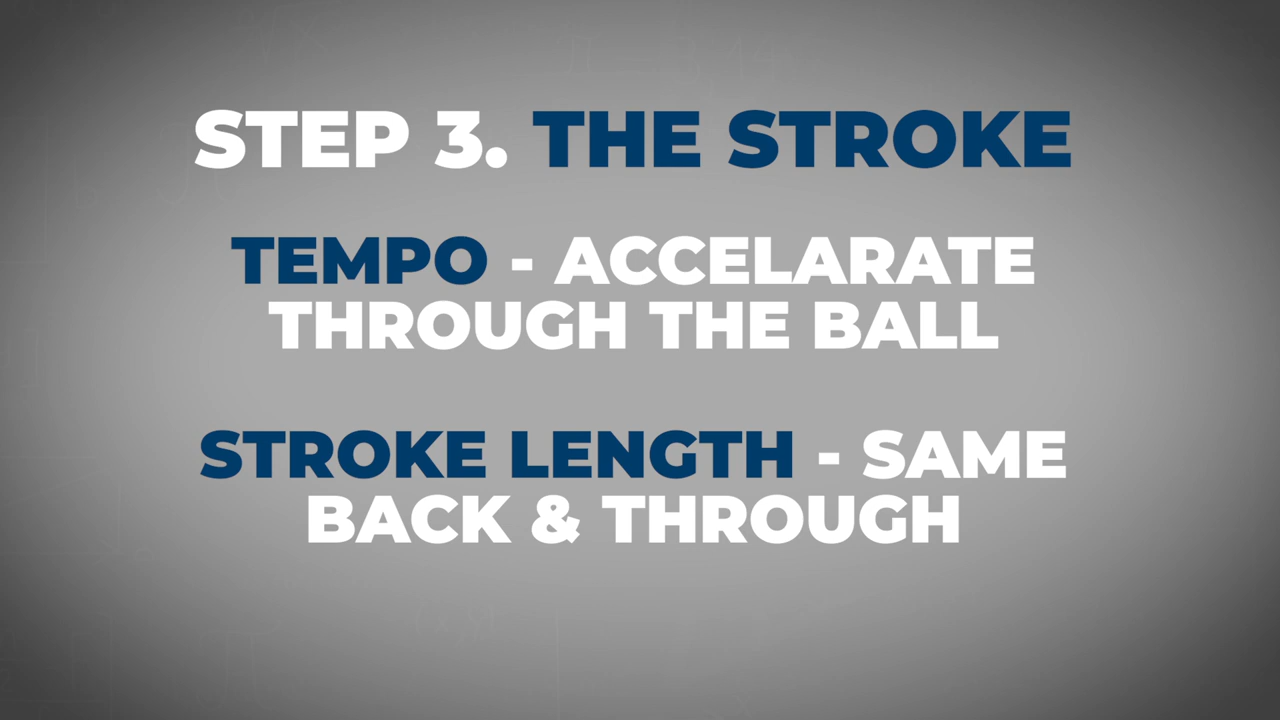 STEP 3. THE STROKE
TEMPO - ACCELARATE
THROUGH THE BALL
STROKE LENGTH - SAME
BACK & THROUGH